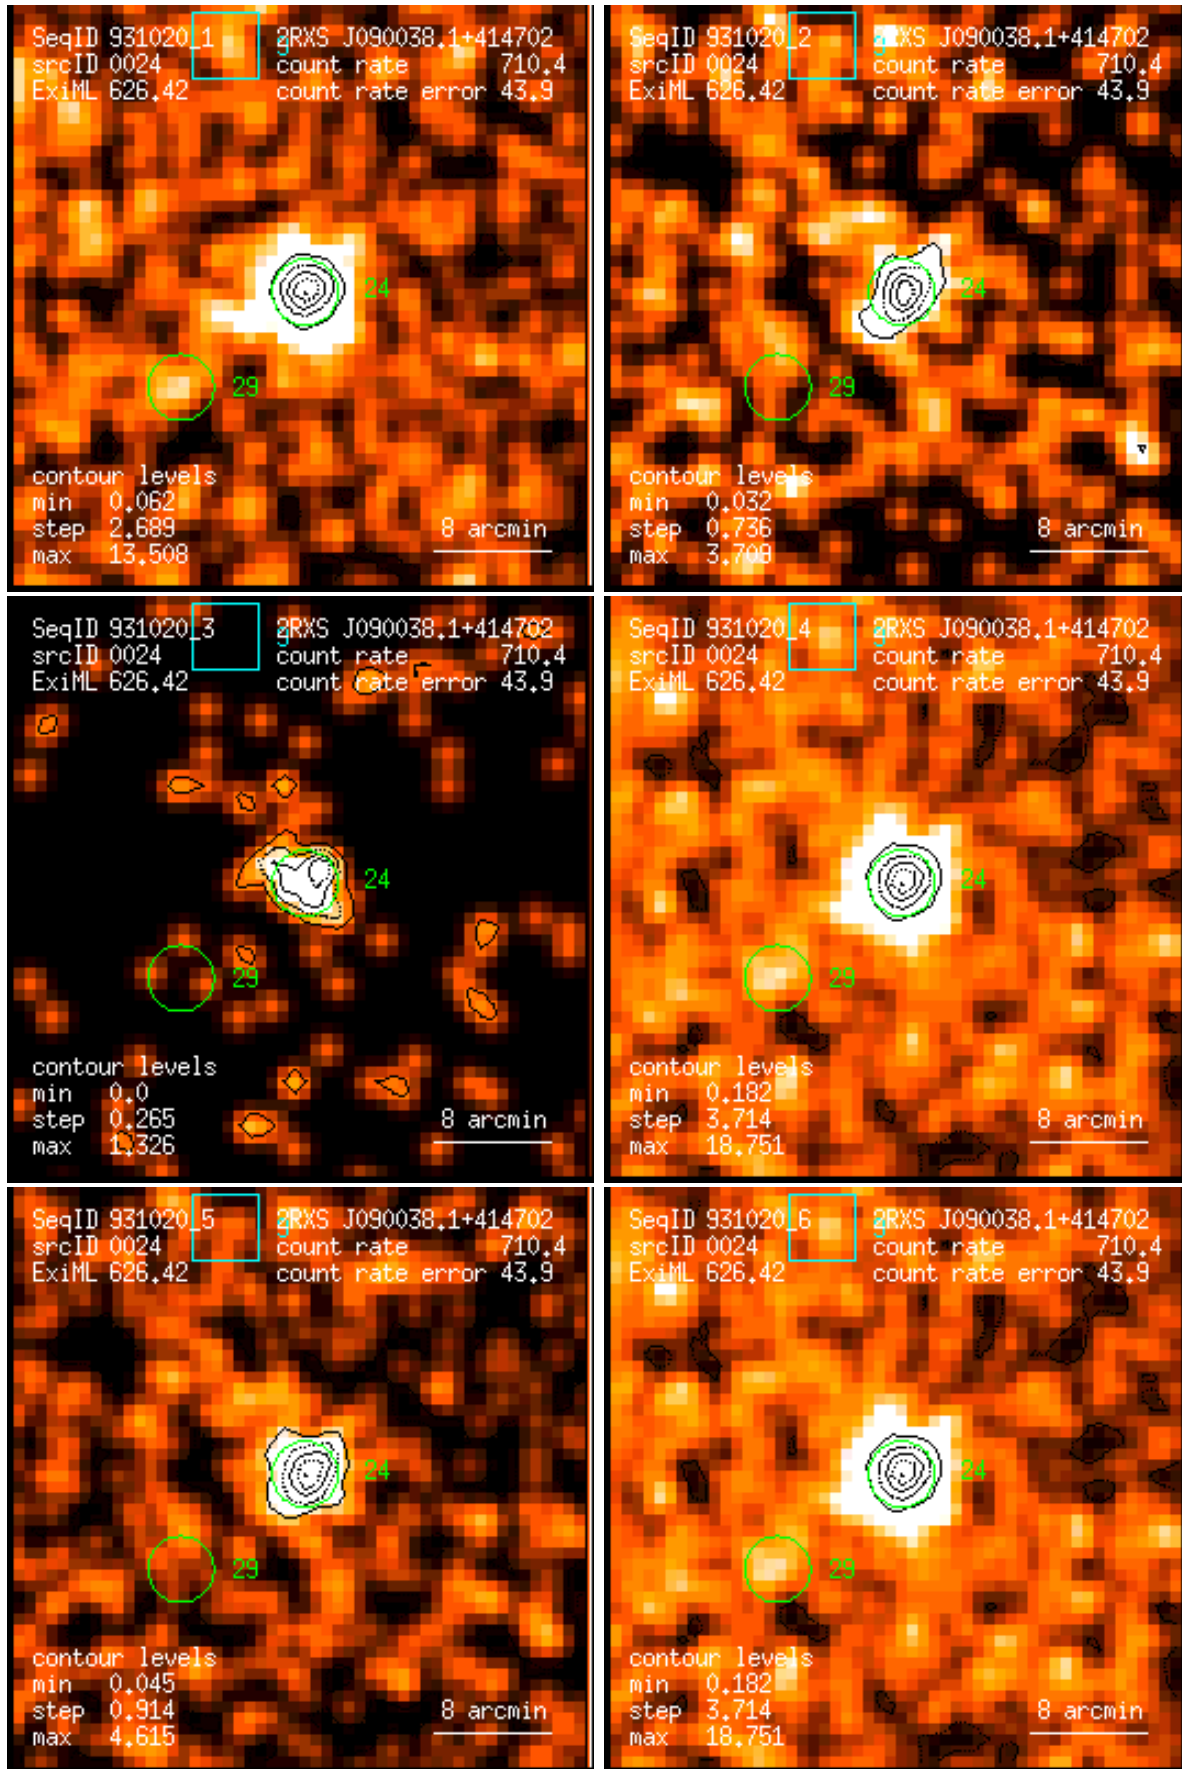 SeqID 931020_1 2RXS J090038.1+414702
srcID 0024 count rate 710.4
ExiML 626.42 count rate error 43.9
24
29
contour levels
min 0.062
step 2.689 8 arcmin
max 13.508
SeqID 931020_2 2RXS J090038.1+414702
srcID 0024 count rate 710.4
ExiML 626.42 count rate error 43.9
24
29
contour levels
min 0.032
step 0.736 8 arcmin
max 3.708
SeqID 931020_3 2RXS J090038.1+414702
srcID 0024 count rate 710.4
ExiML 626.42 count rate error 43.9
24
29
contour levels
min 0.0
step 0.265 8 arcmin
max 1.326
SeqID 931020_4 2RXS J090038.1+414702
srcID 0024 count rate 710.4
ExiML 626.42 count rate error 43.9
24
29
contour levels
min 0.182
step 3.714 8 arcmin
max 18.751
SeqID 931020_5 2RXS J090038.1+414702
srcID 0024 count rate 710.4
ExiML 626.42 count rate error 43.9
24
29
contour levels
min 0.045
step 0.914 8 arcmin
max 4.615
SeqID 931020_6 2RXS J090038.1+414702
srcID 0024 count rate 710.4
ExiML 626.42 count rate error 43.9
24
29
contour levels
min 0.182
step 3.714 8 arcmin
max 18.751